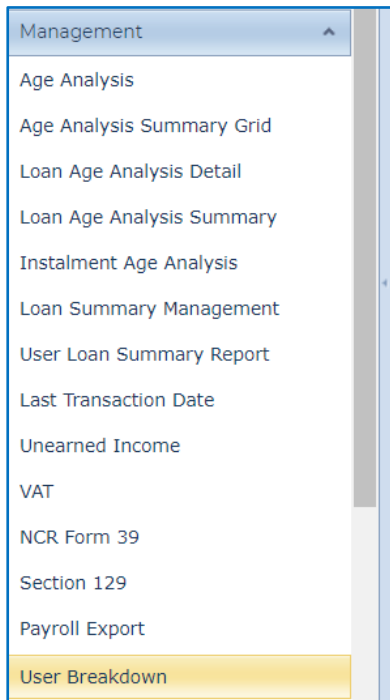 Management
Age Analysis
Age Analysis Summary Grid
Loan Age Analysis Detail
Loan Age Analysis Summary
Instalment Age Analysis
Loan Summary Management
User Loan Summary Report
Last Transaction Date
Unearned Income
VAT
NCR Form 39
Section 129
Payroll Export
User Breakdown